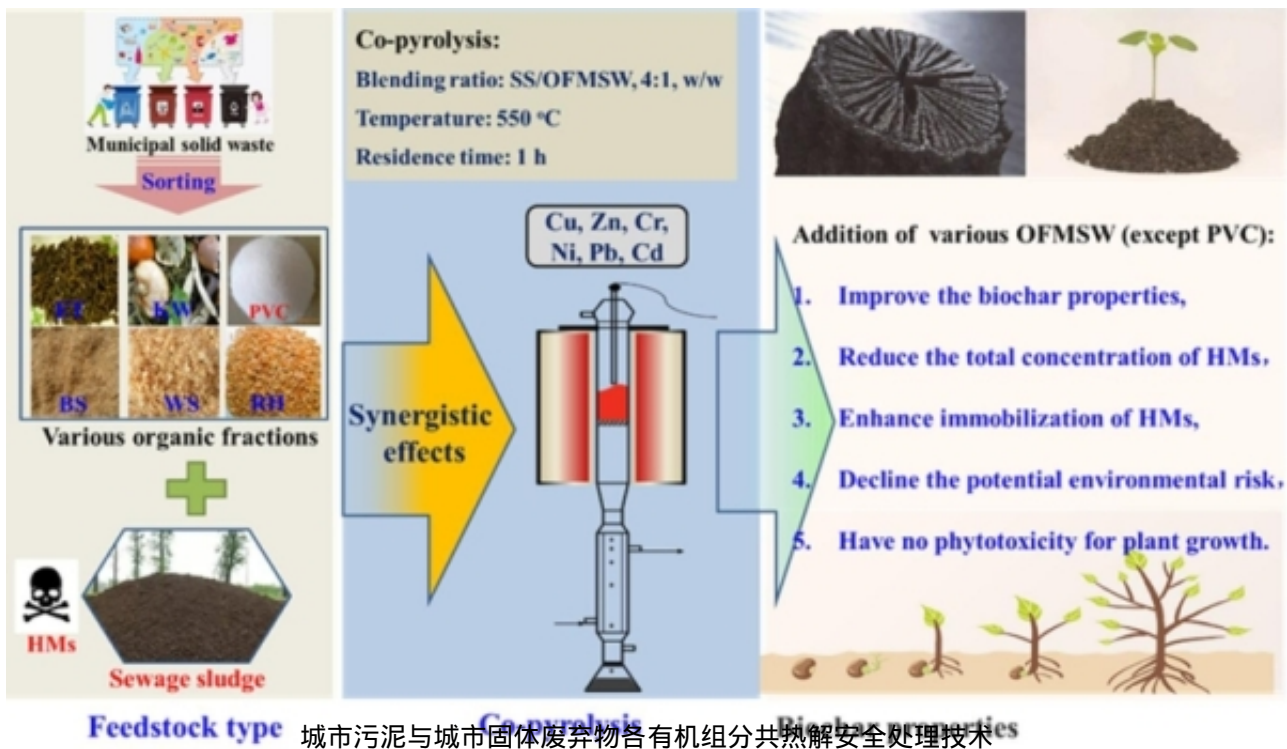 Municipal solid waste
Sorting
KW
PVC
BS
WS
RH
Various organic fractions
HMs
Sewage sludge
Feedstock type
Co-pyrolysis:
Blending ratio: SS/OFMSW, 4:1, w/w
Temperature: 550 °C
Residence time: 1 h
Cu, Zn, Cr,
Ni, Pb, Cd
Synergistic
effects
Co-pyrolysis
Addition of various OFMSW (except PVC):
1. Improve the biochar properties,
2. Reduce the total concentration of HMs,
3. Enhance immobilization of HMs,
4. Decline the potential environmental risk,
5. Have no phytotoxicity for plant growth.
Biochar properties
城市污泥与城市固体废弃物各有机组分共热解安全处理技术